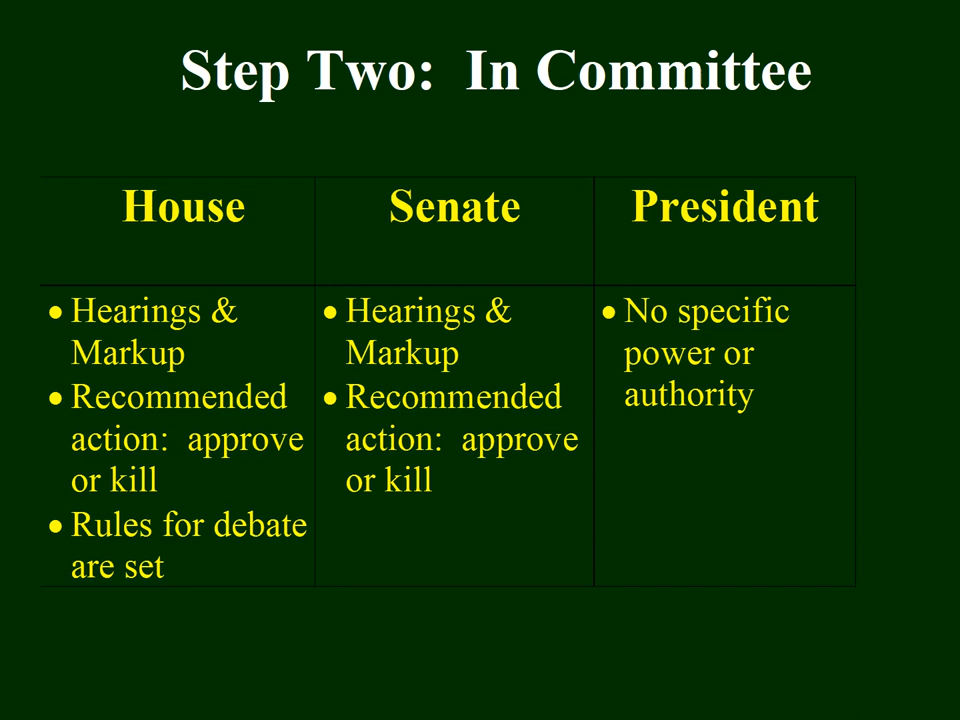 Step Two:  In Committee
House
Senate
President
• Hearings &
Markup
• Recommended
action:  approve
or kill
• Rules for debate
are set
• Hearings &
Markup
• Recommended
action:  approve
or kill
• No specific
power or
authority